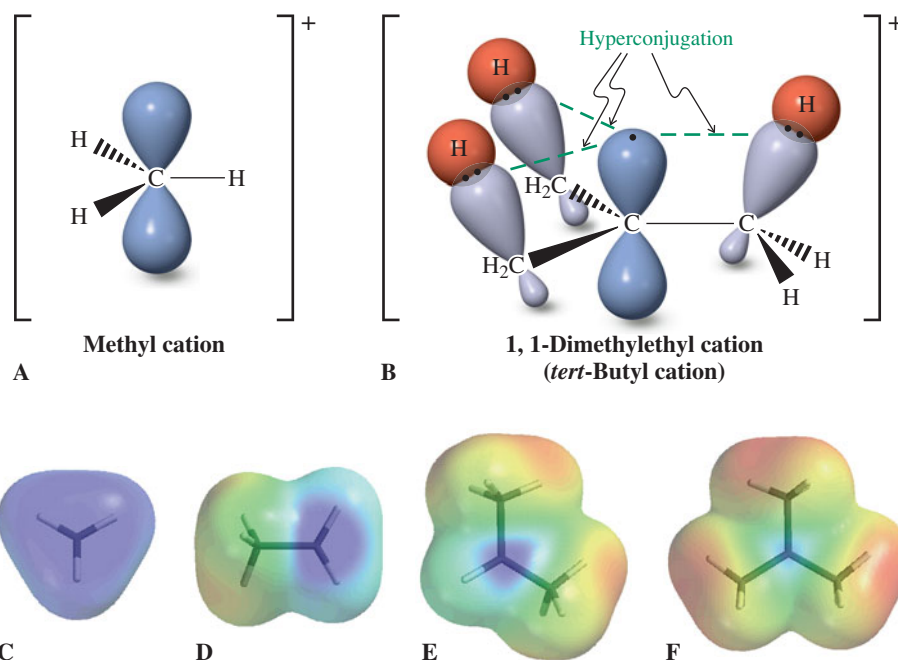 +
H
H
C
H
Methyl cation
A
+
Hyperconjugation
H
H
H
H₂C
C
C
H₂C
H
H
1, 1-Dimethylethyl cation
(tert-Butyl cation)
B
C
D
E
F